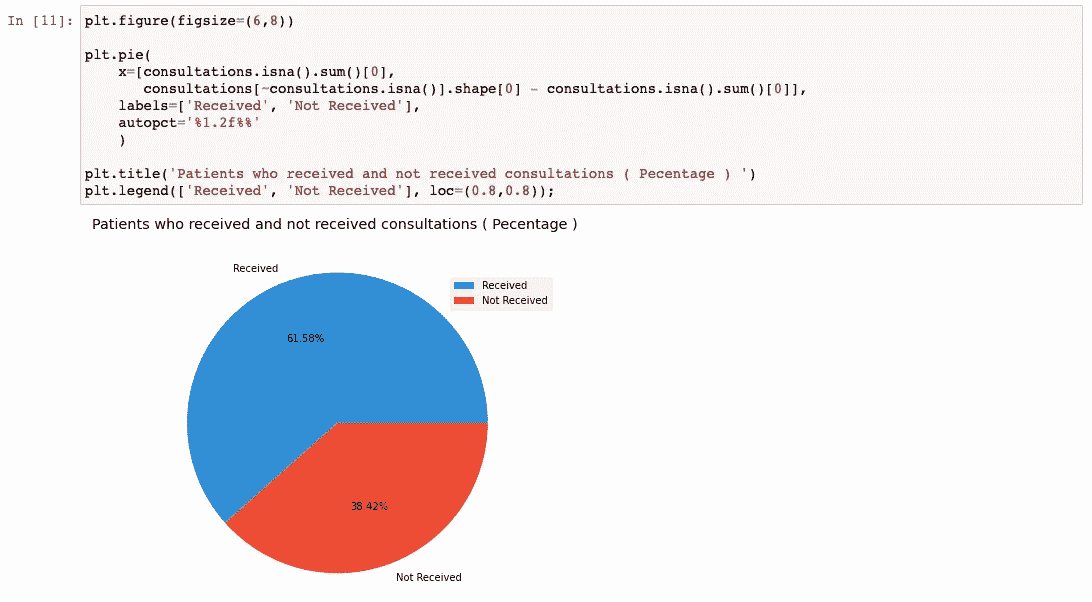 In [11]: plt.figure(figsize=(6,8))
plt.pie(
x=[consultations.isna().sum()[0],
consultations[~consultations.isna()].shape[0] - consultations.isna().sum()[0]],
labels=['Received', 'Not Received'],
autopct='%1.2f%%'
)
plt.title('Patients who received and not received consultations ( Pecentage ) ')
plt.legend(['Received', 'Not Received'], loc=(0.8,0.8));
Patients who received and not received consultations ( Pecentage )
Received
Received
Not Received
61.58%
38.42%
Not Received